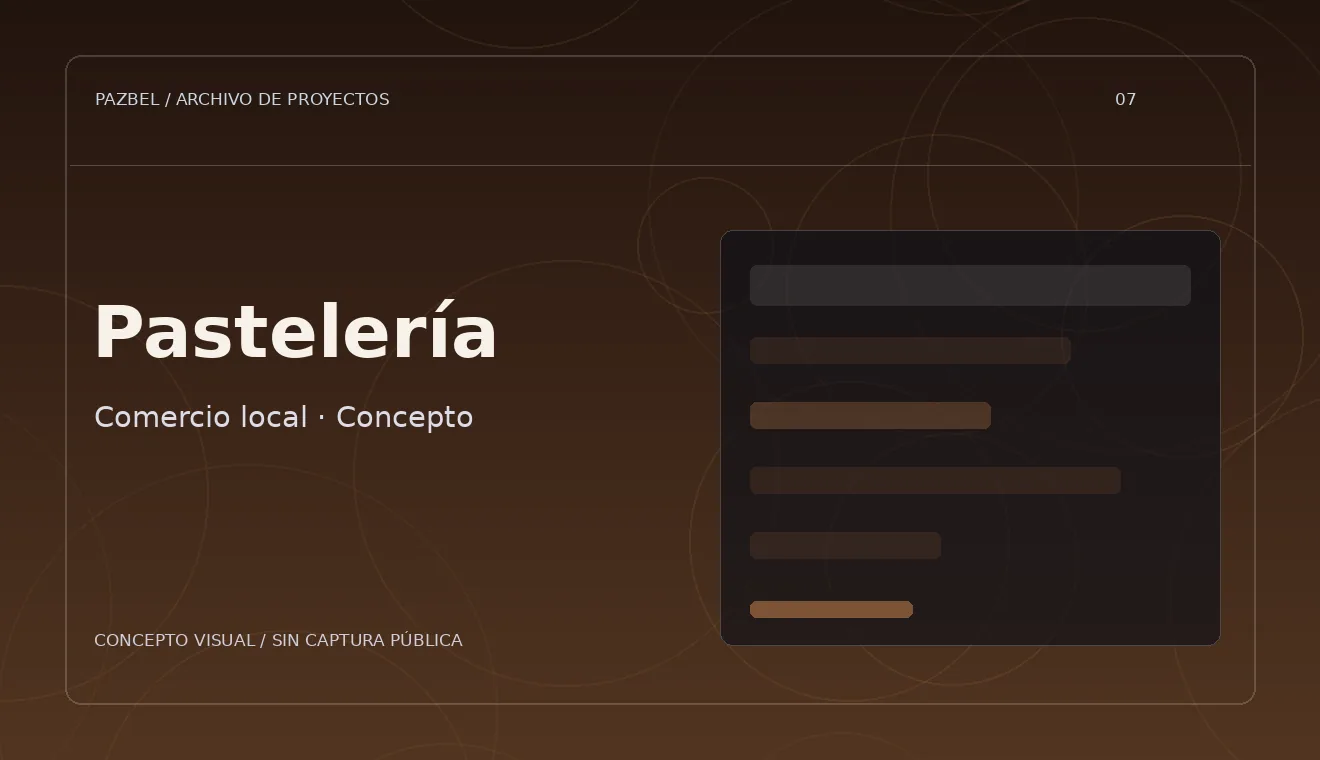 PAZBEL / ARCHIVO DE PROYECTOS
07
Pastelería
Comercio local · Concepto
CONCEPTO VISUAL / SIN CAPTURA PÚBLICA